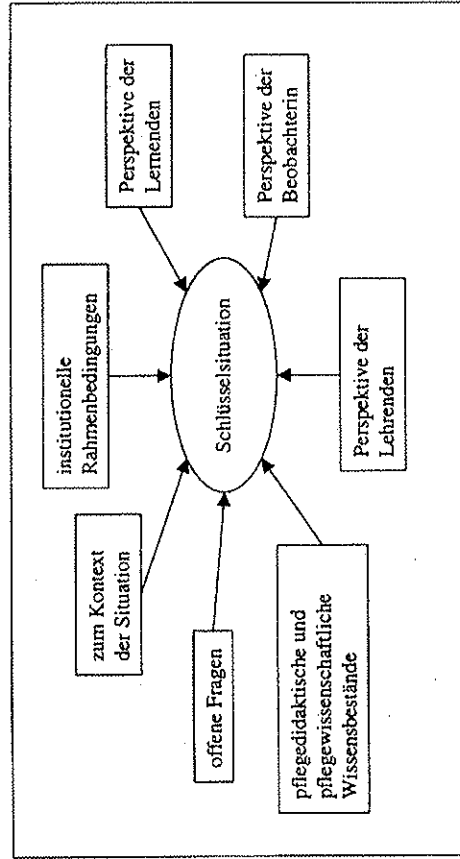 zum Kontext
der Situation
institutionelle
Rahmenbedingungen
Perspektive der
Lernenden
offene Fragen
Schlüsselsituation
pflegedidaktische und
pflegewissenschaftliche
Wissensbestände
Perspektive der
Lehrenden
Perspektive der
Beobachterin